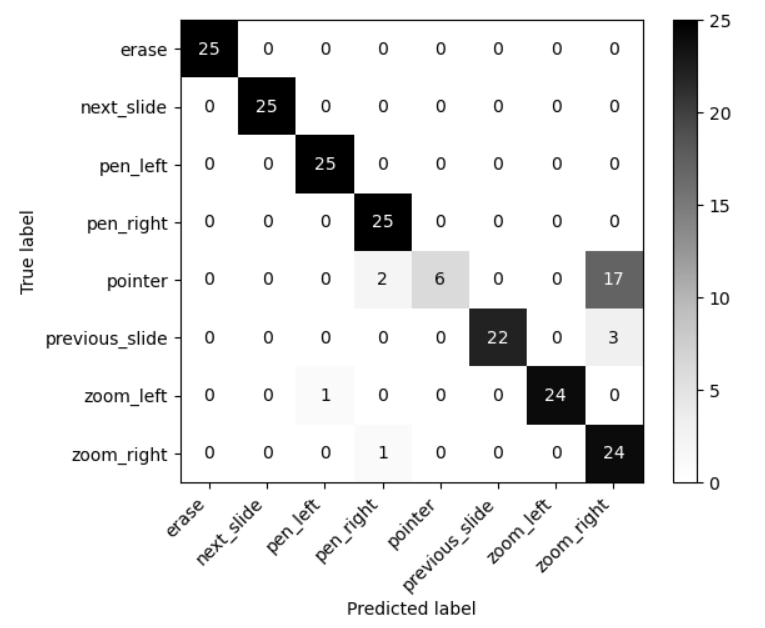 erase 25 0 0 0 0 0 0 0 25
next_slide 0 25 0 0 0 0 0 0
20
pen_left 0 0 25 0 0 0 0 0
pen_right 0 0 0 25 0 0 0 0 15
True label
pointer 0 0 0 2 6 0 0 17 10
previous_slide 0 0 0 0 0 22 0 3
5
zoom_left 0 0 1 0 0 0 24 0
zoom_right 0 0 0 1 0 0 0 24
0
erase next_slide pen_left pen_right pointer previous_slide zoom_left zoom_right
Predicted label